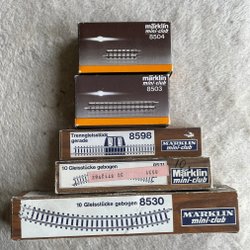 märklin
mini-club
8504
märklin
mini-club
8503
Trenngleisstück
gerade
8598
märklin
mini-club
10 Gleisstücke gebogen
Märklin
mini-club
10 Gleisstücke gebogen
8530
MÄRKLIN
mini-club